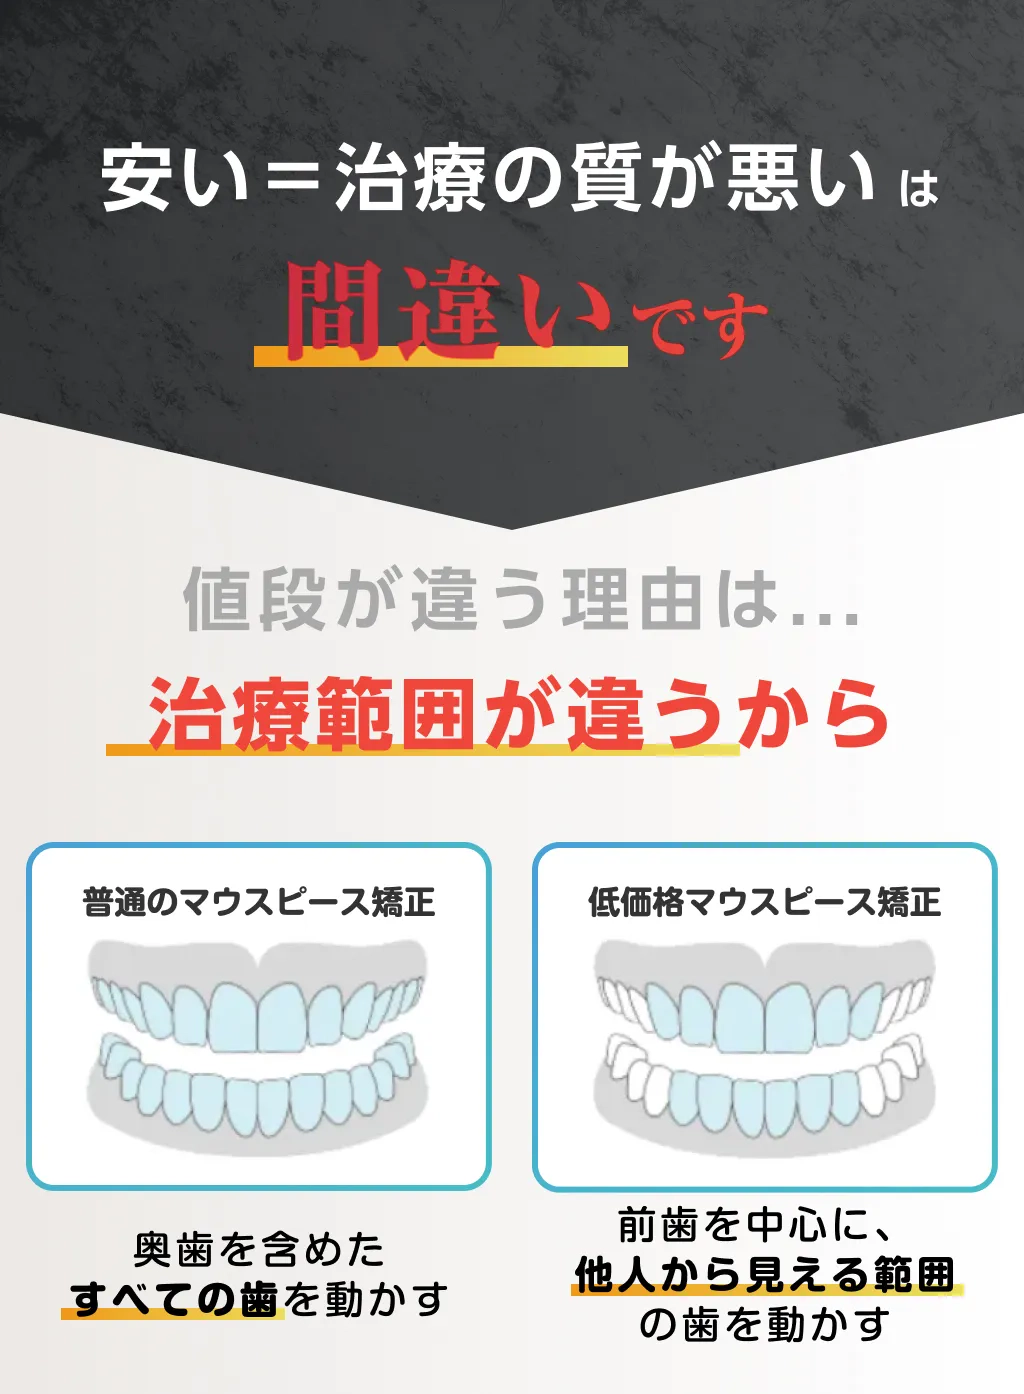 安い＝治療の質が悪いは
間違いです
値段が違う理由は...
治療範囲が違うから
普通のマウスピース矯正
低価格マウスピース矯正
奥歯を含めた
すべての歯を動かす
前歯を中心に、
他人から見える範囲
の歯を動かす